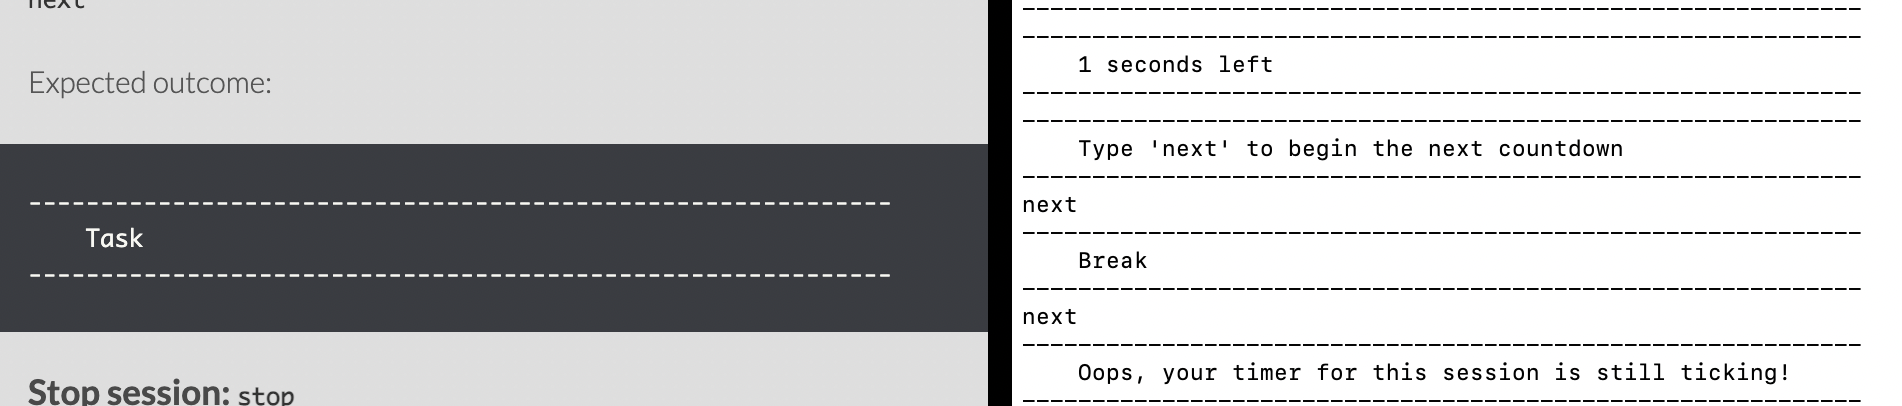 next
Expected outcome:
------------------------------------------------------------
Task
------------------------------------------------------------
Stop session: stop
------------------------------------------------------------
------------------------------------------------------------
1 seconds left
------------------------------------------------------------
------------------------------------------------------------
Type 'next' to begin the next countdown
------------------------------------------------------------
next
------------------------------------------------------------
Break
------------------------------------------------------------
next
------------------------------------------------------------
Oops, your timer for this session is still ticking!
------------------------------------------------------------